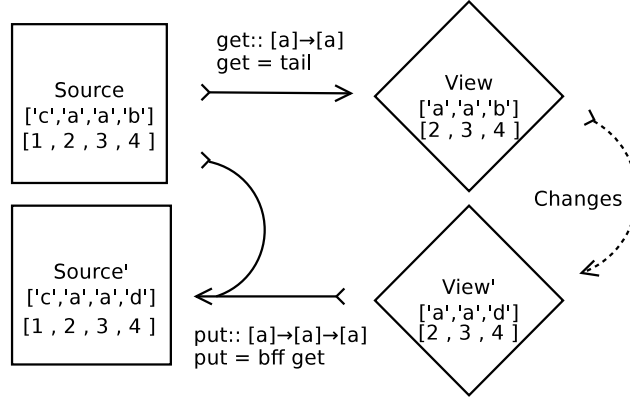 get:: [a]→[a]
get = tail
Source
['c','a','a','b']
[1 , 2 , 3 , 4 ]
View
['a','a','b']
[2 , 3 , 4 ]
Changes
Source'
['c','a','a','d']
[1 , 2 , 3 , 4 ]
View'
['a','a','d']
[2 , 3 , 4 ]
put:: [a]→[a]→[a]
put = bff get